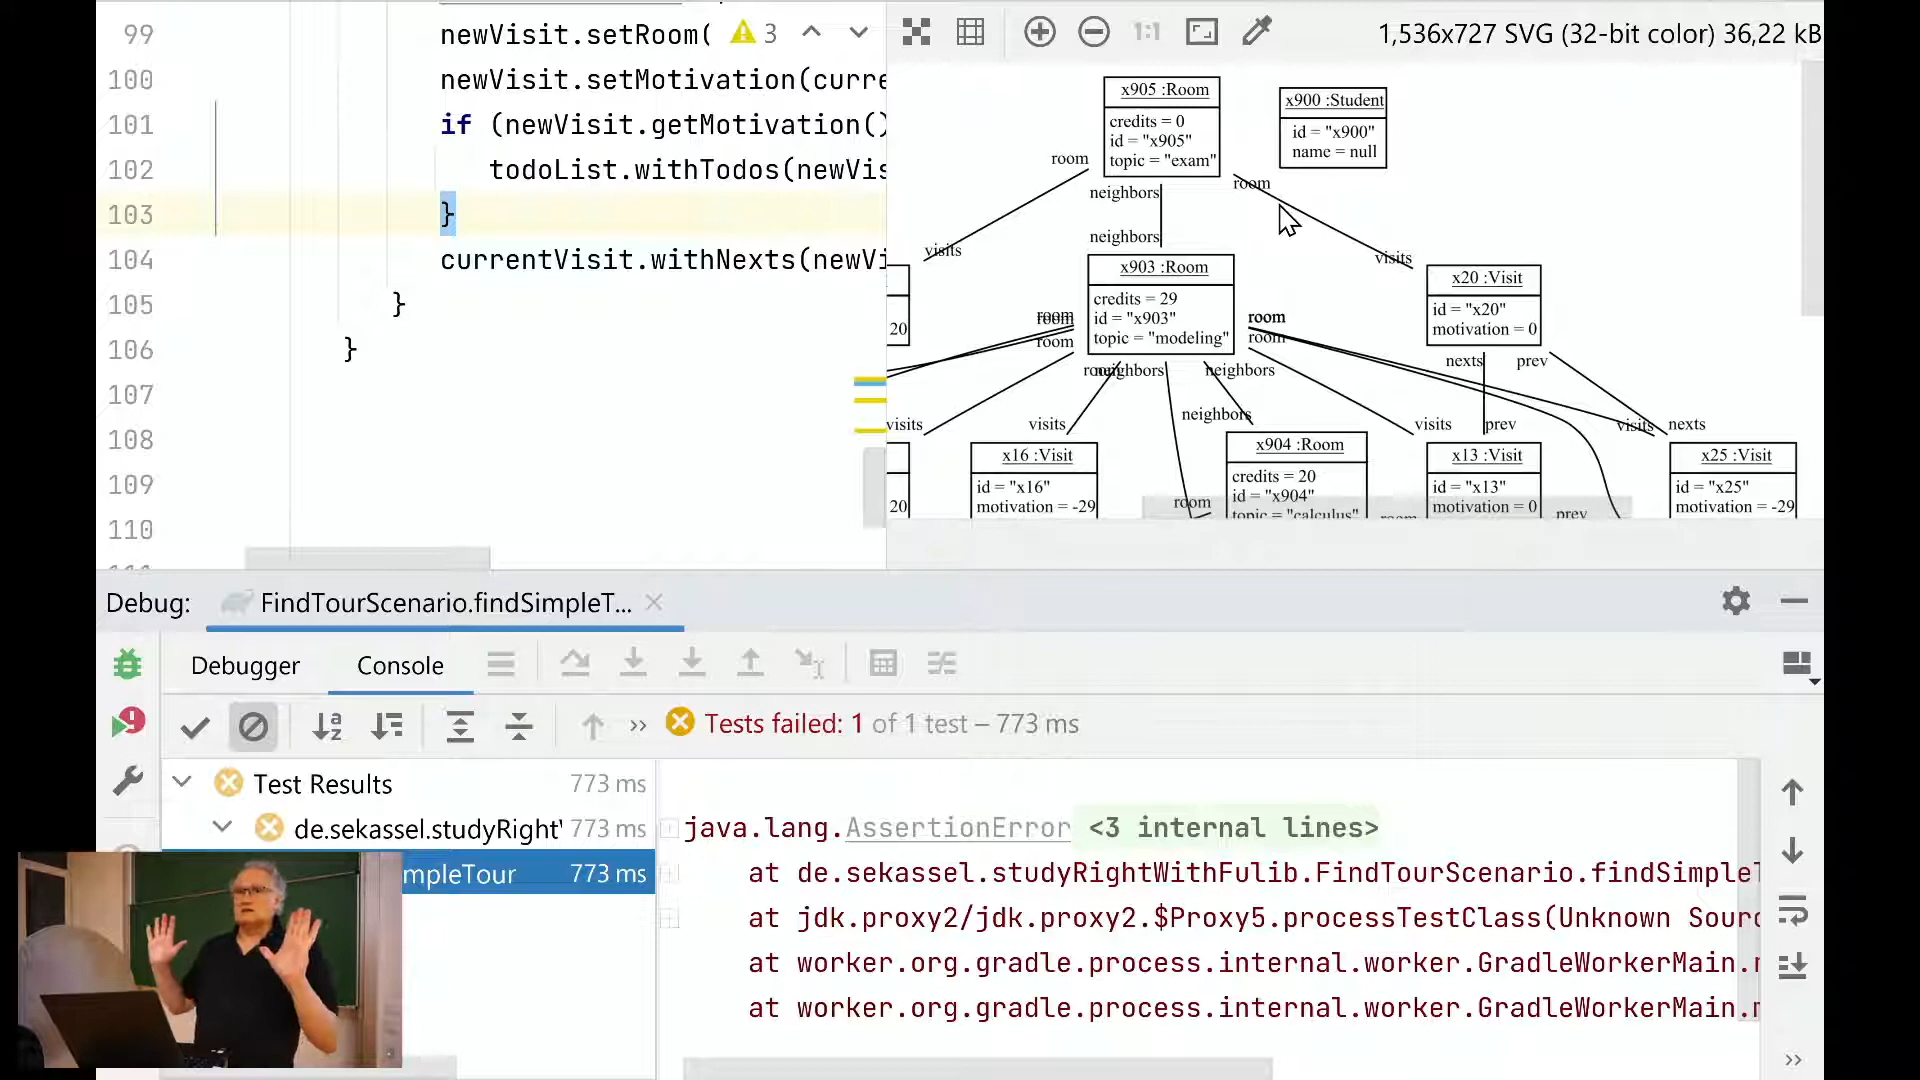 99 newVisit.setRoom( 3
100 newVisit.setMotivation(curre
101 if (newVisit.getMotivation()
102 todoList.withTodos(newVis
103 }
104 currentVisit.withNexts(newVi
105 }
106 }
107
108
109
110
1:1
1,536x727 SVG (32-bit color) 36,22 kB
x905 :Room
credits = 0
id = "x905"
topic = "exam"
x900 :Student
id = "x900"
name = null
room
neighbors
room
neighbors
visits
visits
20
x903 :Room
credits = 29
id = "x903"
topic = "modeling"
x20 :Visit
id = "x20"
motivation = 0
room
room
room
room
neighbors
neighbors
nexts
prev
neighbors
visits
visits
visits
prev
visits
nexts
20
x16 :Visit
id = "x16"
motivation = -29
x904 :Room
credits = 20
id = "x904"
topic = "calculus"
x13 :Visit
id = "x13"
motivation = 0
x25 :Visit
id = "x25"
motivation = -29
room
prev
Debug: FindTourScenario.findSimpleT...
Debugger Console
Tests failed: 1 of 1 test – 773 ms
Test Results 773 ms
de.sekassel.studyRight 773 ms
mpleTour 773 ms
java.lang.AssertionError <3 internal lines>
at de.sekassel.studyRightWithFulib.FindTourScenario.findSimpleT
at jdk.proxy2/jdk.proxy2.$Proxy5.processTestClass(Unknown Sourc
at worker.org.gradle.process.internal.worker.GradleWorkerMain.r
at worker.org.gradle.process.internal.worker.GradleWorkerMain.m